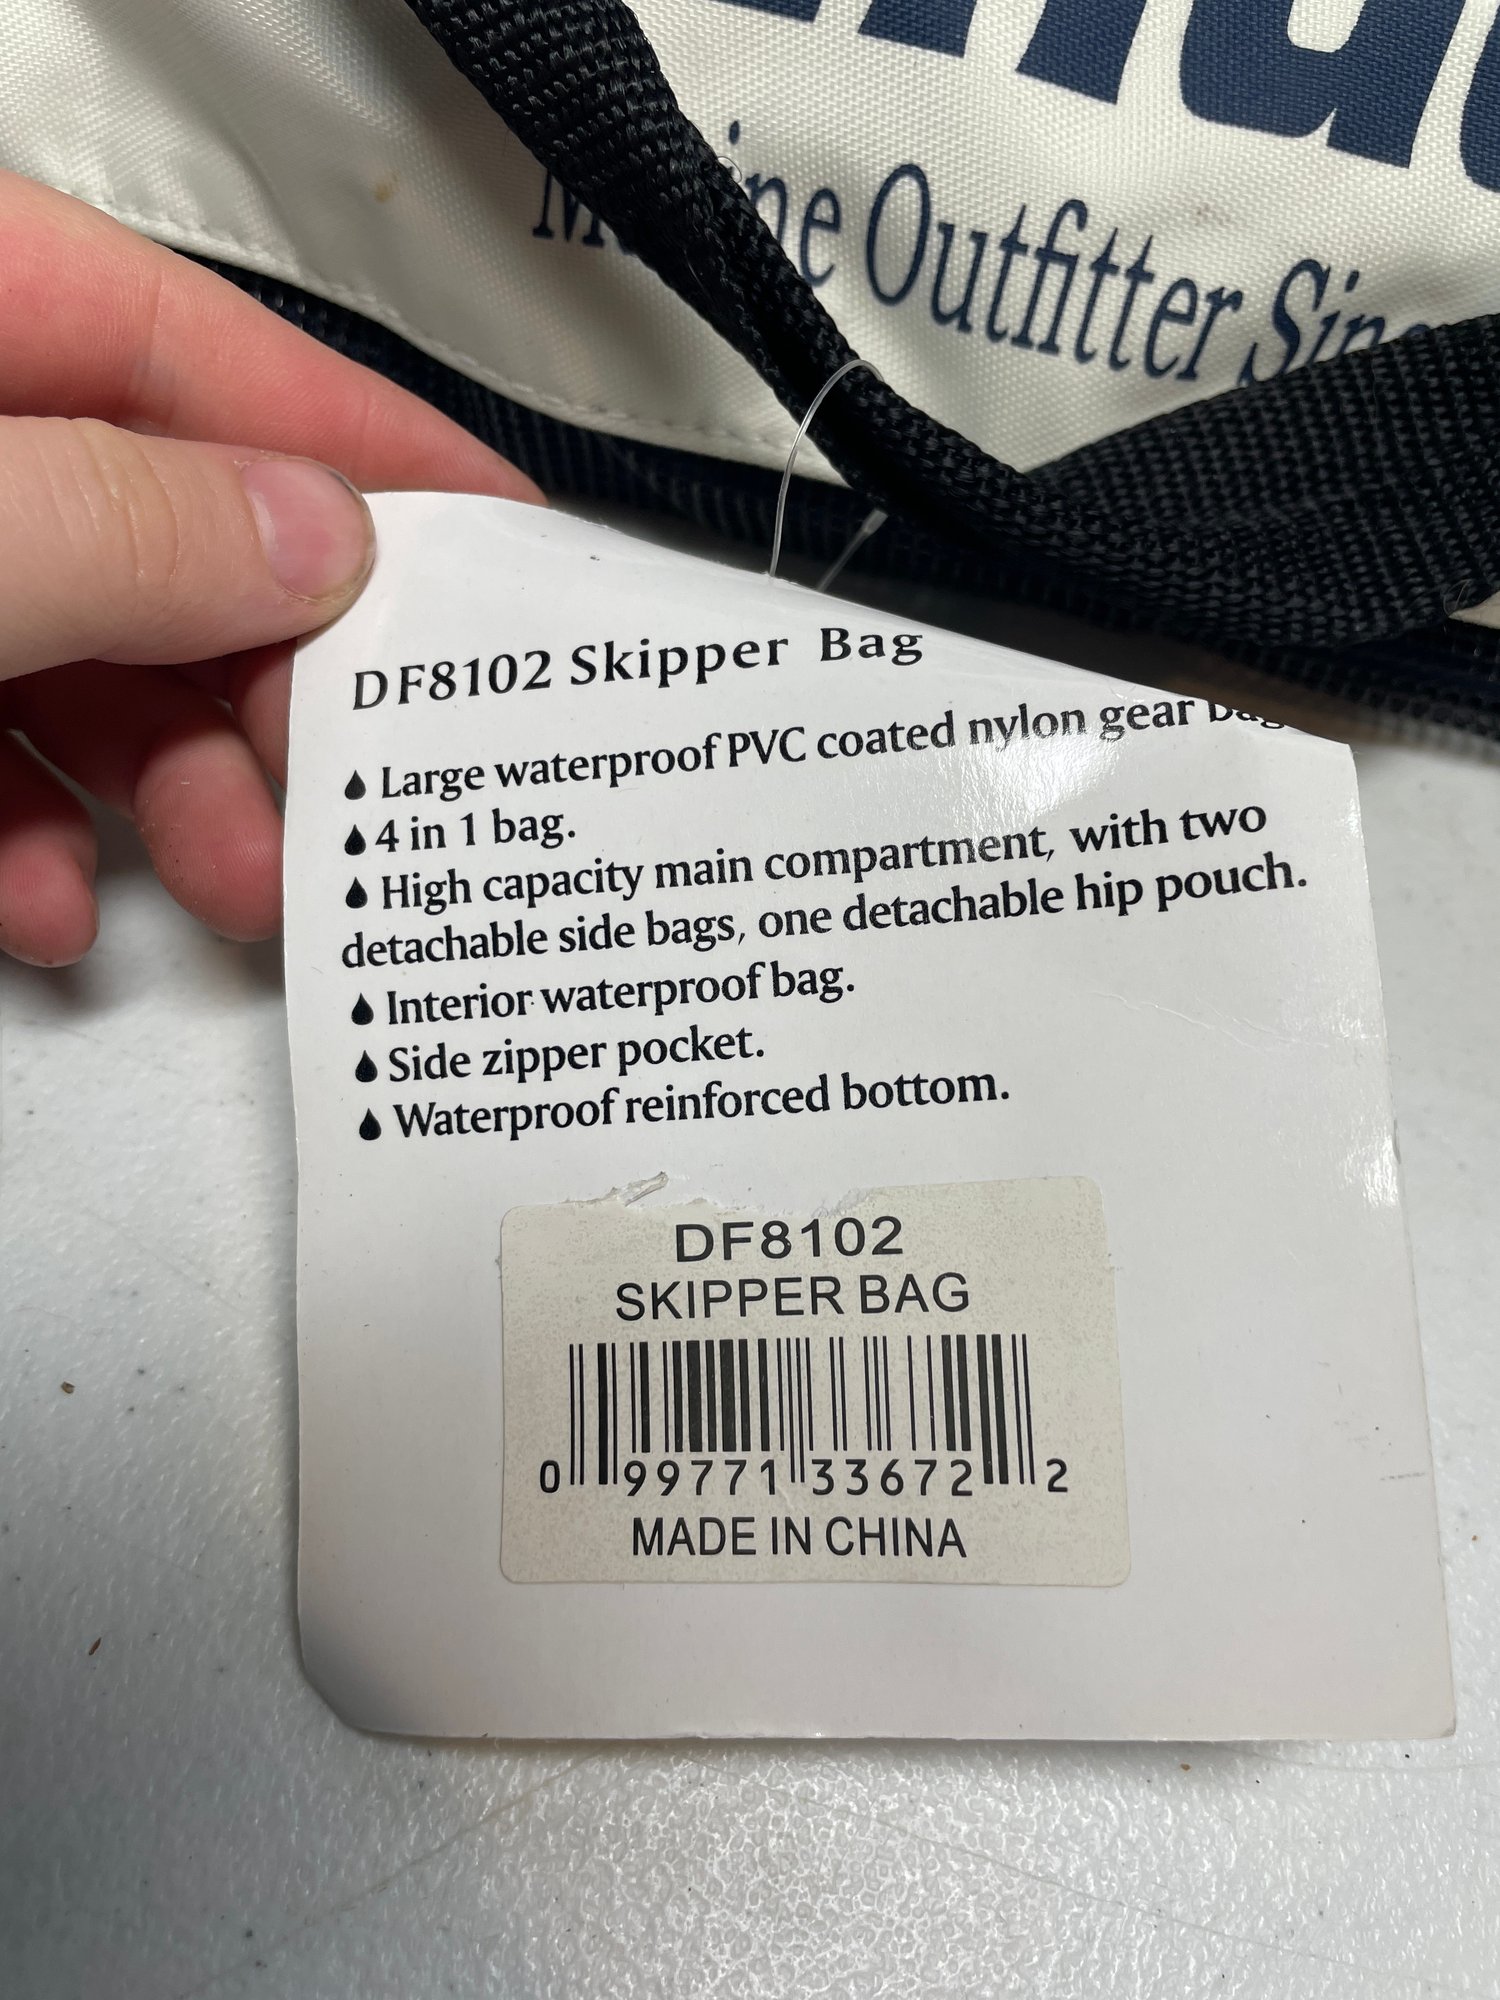 Outfitter
DF8102 Skipper Bag
Large waterproof PVC coated nylon gear bag
4 in 1 bag.
High capacity main compartment, with two
detachable side bags, one detachable hip pouch.
Interior waterproof bag.
Side zipper pocket.
Waterproof reinforced bottom.
DF8102
SKIPPER BAG
0 99771 33672 2
MADE IN CHINA